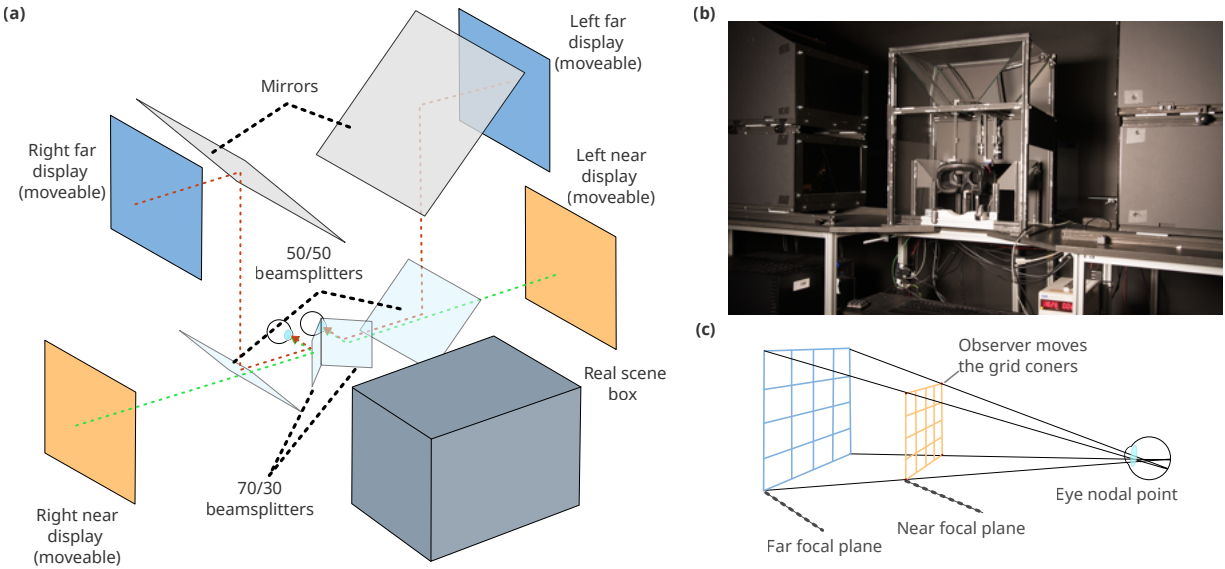 (a)
Left far
display
(moveable)
Mirrors
Right far
display
(moveable)
Left near
display
(moveable)
50/50
beamsplitters
Real scene
box
70/30
beamsplitters
Right near
display
(moveable)
(b)
(c)
Observer moves
the grid coners
Eye nodal point
Near focal plane
Far focal plane